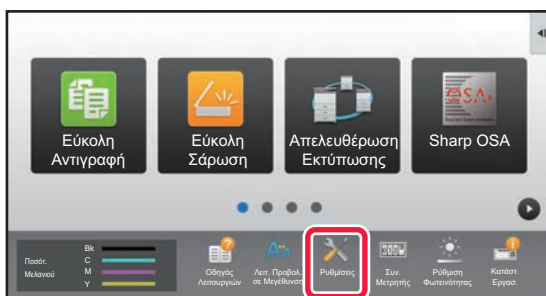 Εύκολη
Αντιγραφή
Εύκολη
Σάρωση
Απελευθέρωση
Εκτύπωσης
#SA
Sharp OSA
Ποσότ.
Μελανιού
Bk
C
M
Y
Οδηγός
Λειτουργιών
Λειτ. Προβολ.
σε Μεγέθυνση
Ρυθμίσεις
Συν.
Μετρητής
Ρύθμιση
Φωτεινότητας
Κατάστ.
Εργασ.